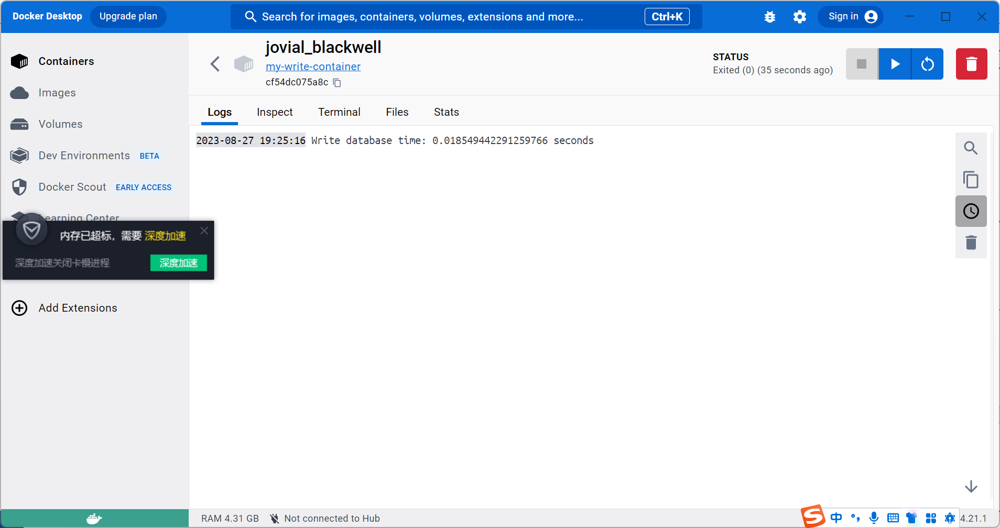 Docker Desktop
Upgrade plan
Search for images, containers, volumes, extensions and more...
Ctrl+K
Sign in
Containers
Images
Volumes
Dev Environments BETA
Docker Scout EARLY ACCESS
Learning Center
内存已超标，需要 深度加速
深度加速关闭卡慢进程
深度加速
Add Extensions
jovial_blackwell
my-write-container
cf54dc075a8c
STATUS
Exited (0) (35 seconds ago)
Logs Inspect Terminal Files Stats
2023-08-27 19:25:16 Write database time: 0.018549442291259766 seconds
RAM 4.31 GB
Not connected to Hub
S中
4.21.1